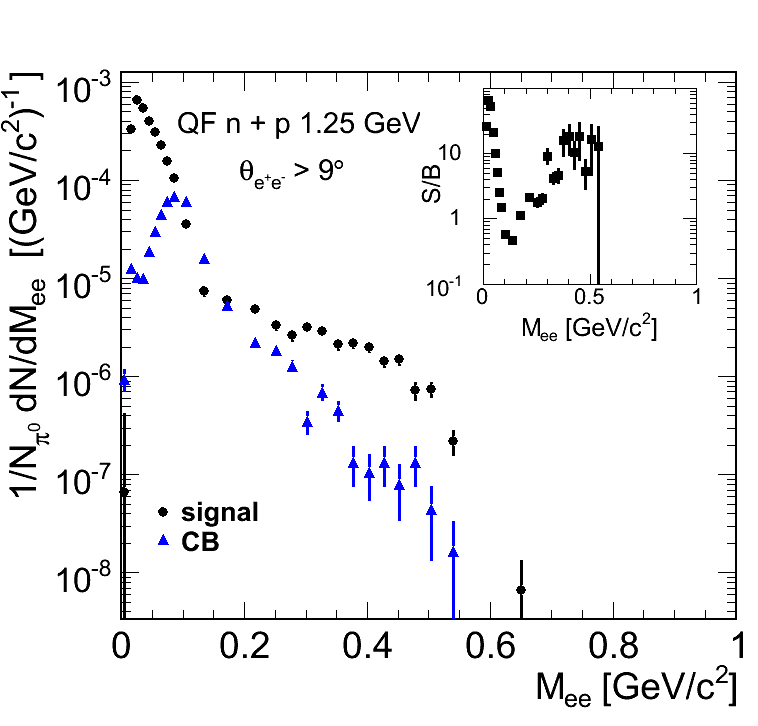 1/N_π⁰ dN/dM_ee [(GeV/c²)⁻¹]
10⁻³
10⁻⁴
10⁻⁵
10⁻⁶
10⁻⁷
10⁻⁸
QF n + p 1.25 GeV
θ_e⁺e⁻ > 9°
signal
CB
S/B
10
1
10⁻¹
0 0.5 1
M_ee [GeV/c²]
0 0.2 0.4 0.6 0.8 1
M_ee [GeV/c²]